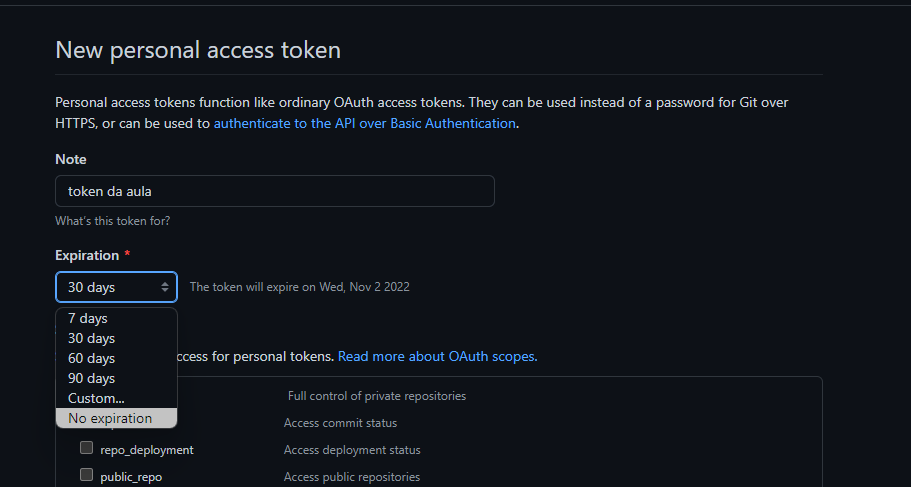 New personal access token
Personal access tokens function like ordinary OAuth access tokens. They can be used instead of a password for Git over
HTTPS, or can be used to authenticate to the API over Basic Authentication.
Note
token da aula
What's this token for?
Expiration *
30 days
The token will expire on Wed, Nov 2 2022
7 days
30 days
60 days
90 days
Custom...
No expiration
for personal tokens. Read more about OAuth scopes.
Full control of private repositories
Access commit status
repo_deployment
Access deployment status
public_repo
Access public repositories